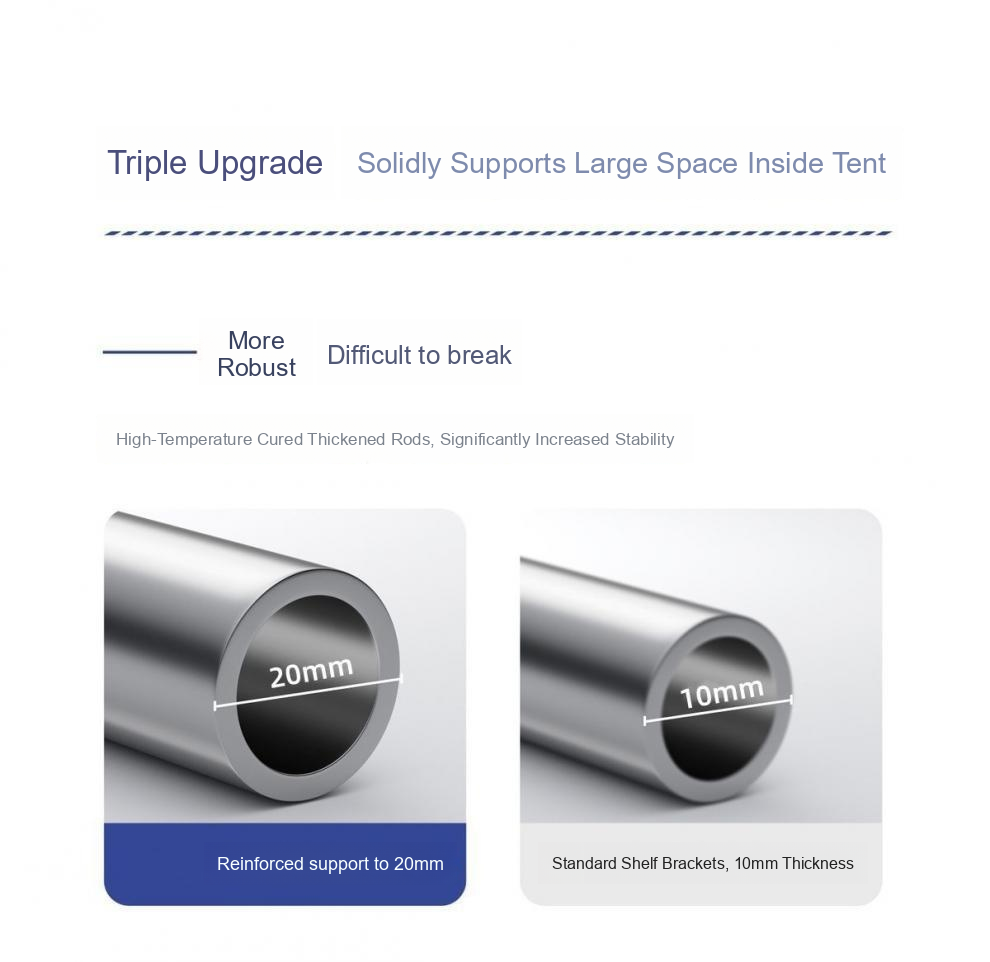 Triple Upgrade
Solidly Supports Large Space Inside Tent
More
Robust
Difficult to break
High-Temperature Cured Thickened Rods, Significantly Increased Stability
20mm
10mm
Reinforced support to 20mm
Standard Shelf Brackets, 10mm Thickness